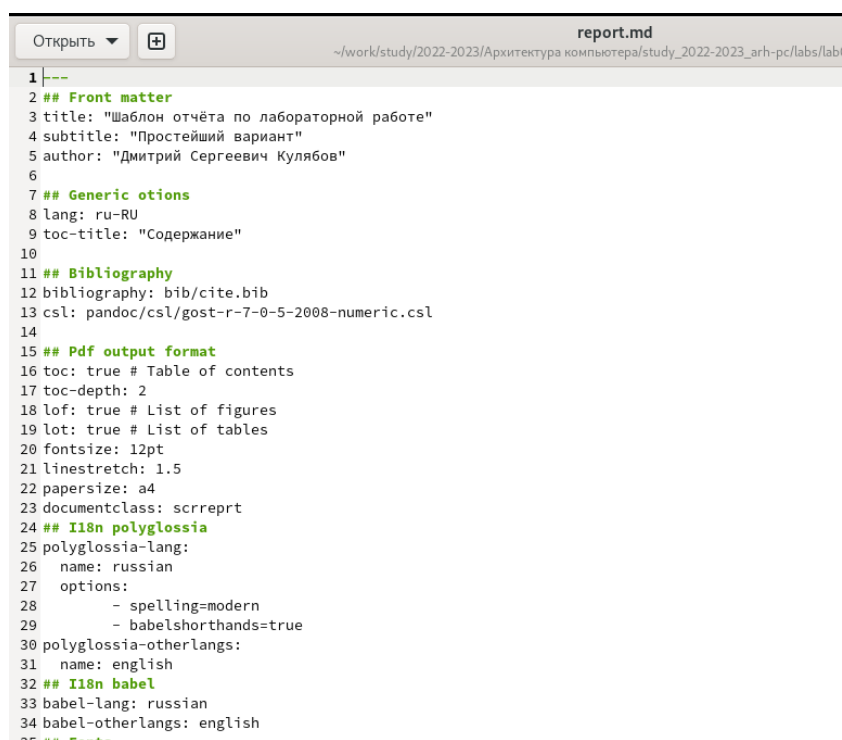 Открыть
report.md
~/work/study/2022-2023/Архитектура компьютера/study_2022-2023_arh-pc/labs/lab
1 ---
2 ## Front matter
3 title: "Шаблон отчёта по лабораторной работе"
4 subtitle: "Простейший вариант"
5 author: "Дмитрий Сергеевич Кулябов"
6
7 ## Generic otions
8 lang: ru-RU
9 toc-title: "Содержание"
10
11 ## Bibliography
12 bibliography: bib/cite.bib
13 csl: pandoc/csl/gost-r-7-0-5-2008-numeric.csl
14
15 ## Pdf output format
16 toc: true # Table of contents
17 toc-depth: 2
18 lof: true # List of figures
19 lot: true # List of tables
20 fontsize: 12pt
21 linestretch: 1.5
22 papersize: a4
23 documentclass: scrreprt
24 ## I18n polyglossia
25 polyglossia-lang:
26   name: russian
27   options:
28         - spelling=modern
29         - babelshorthands=true
30 polyglossia-otherlangs:
31   name: english
32 ## I18n babel
33 babel-lang: russian
34 babel-otherlangs: english